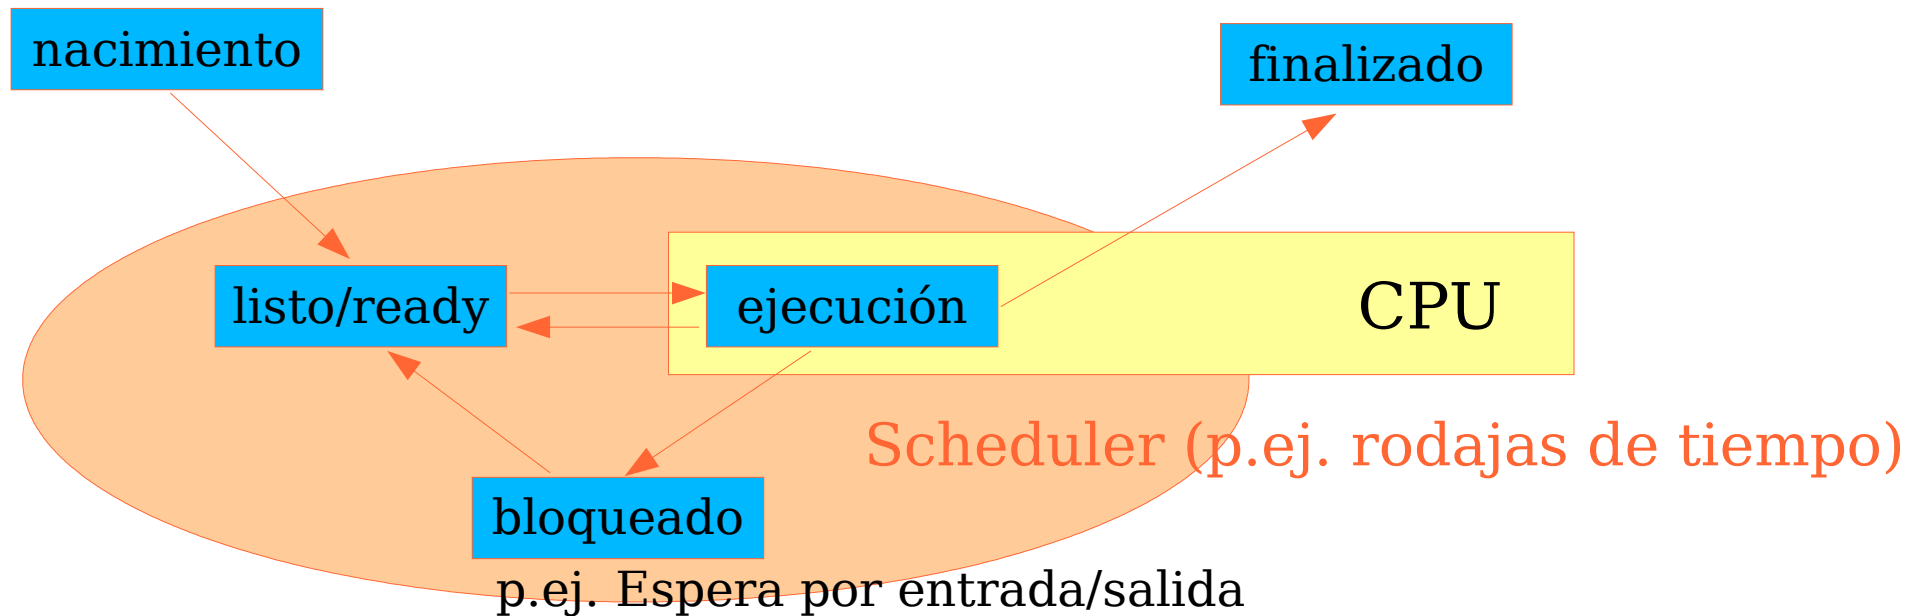 nacimiento
finalizado
listo/ready
ejecución
CPU
Scheduler (p.ej. rodajas de tiempo)
bloqueado
p.ej. Espera por entrada/salida